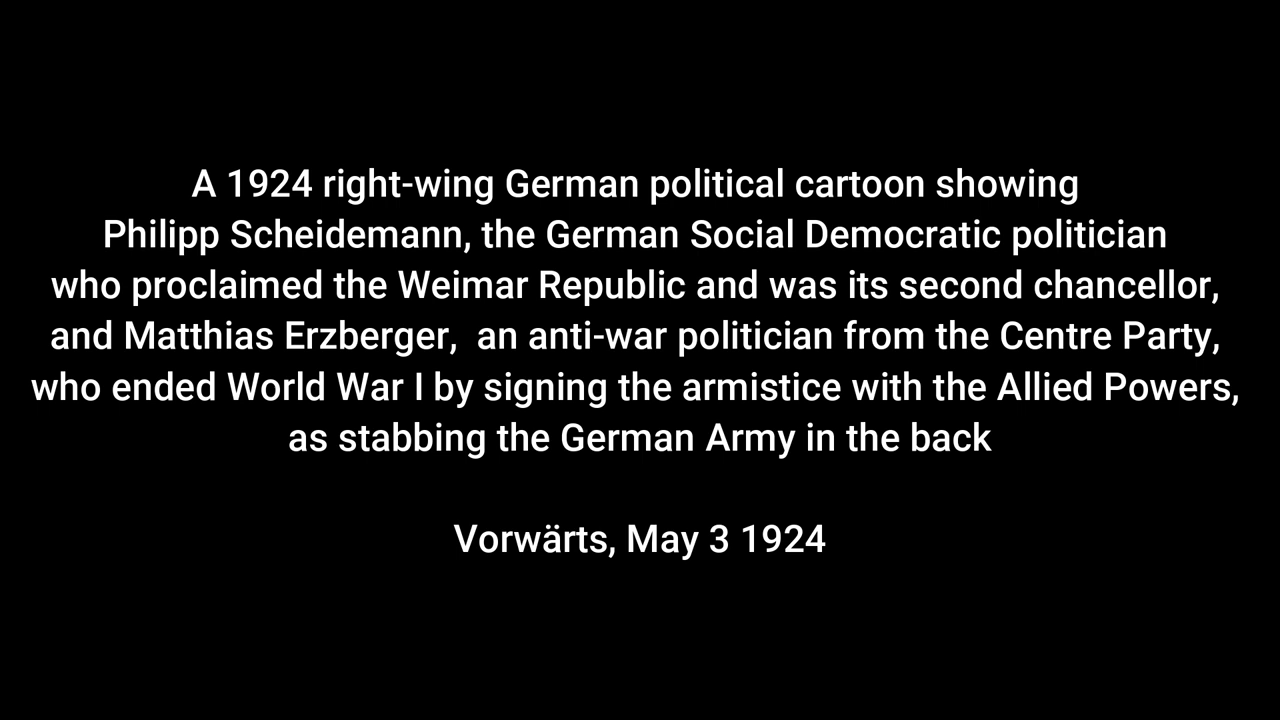 A 1924 right-wing German political cartoon showing
Philipp Scheidemann, the German Social Democratic politician
who proclaimed the Weimar Republic and was its second chancellor,
and Matthias Erzberger,  an anti-war politician from the Centre Party,
who ended World War I by signing the armistice with the Allied Powers,
as stabbing the German Army in the back
Vorwärts, May 3 1924